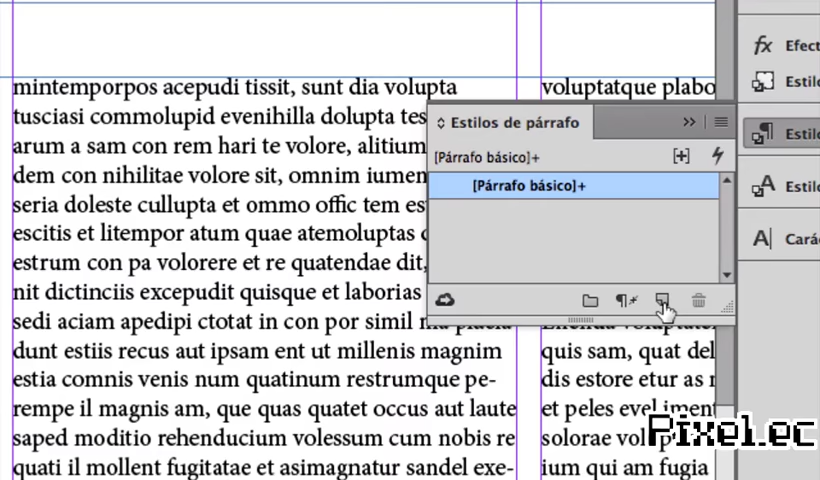 mintemporpos acepudi tissit, sunt dia volupta
tusciasi commolupid evenihilla dolupta tes
arum a sam con rem hari te volore, alitium
dem con nihilitae volore sit, omnim iumen
seria doleste cullupta et ommo offic tem es
escitis et litempor atum quae atemoluptas
estrum con pa volorere et re quatendae dit,
nit dictinciis excepudit quisque et laborias
sedi aciam apedipi ctotat in con por simil
dunt estiis recus aut ipsam ent ut millenis magnim
estia comnis venis num quatinum restrumque pe-
rempe il magnis am, que quas quatet occus aut laute
saped moditio rehenducium volessum cum nobis re
quati il mollent fugitatae et asimagnatur sandel exe-
voluptatque plabo
quis sam, quat del
dis estore etur as
et peles evel iment
solorae
ium qui am fugia
Estilos de párrafo
[Párrafo básico]+
[Párrafo básico]+
fx Efect
Estilo
Estilo
A Estilo
A Carác
Pixel.ec